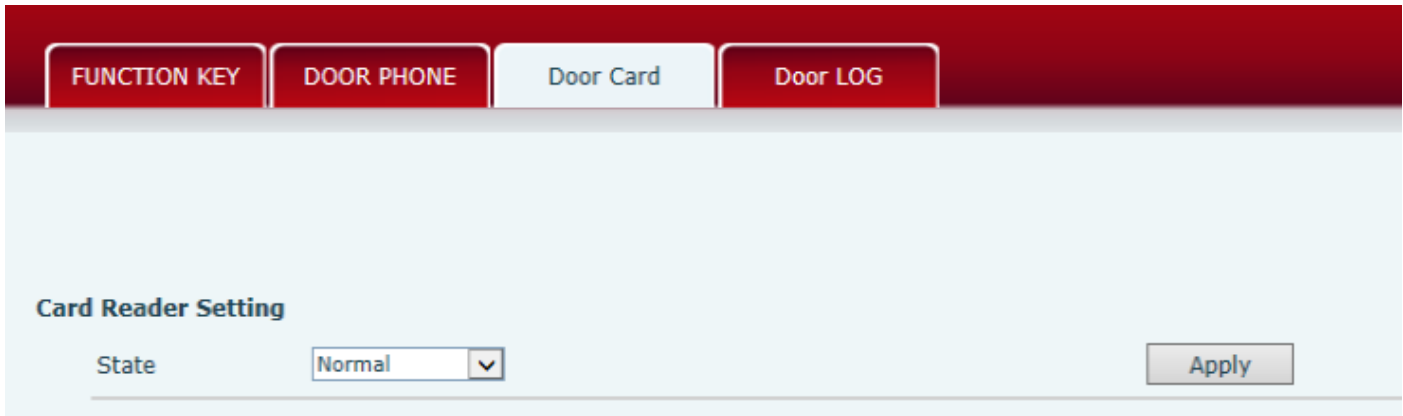 FUNCTION KEY DOOR PHONE Door Card Door LOG
Card Reader Setting
State Normal Apply